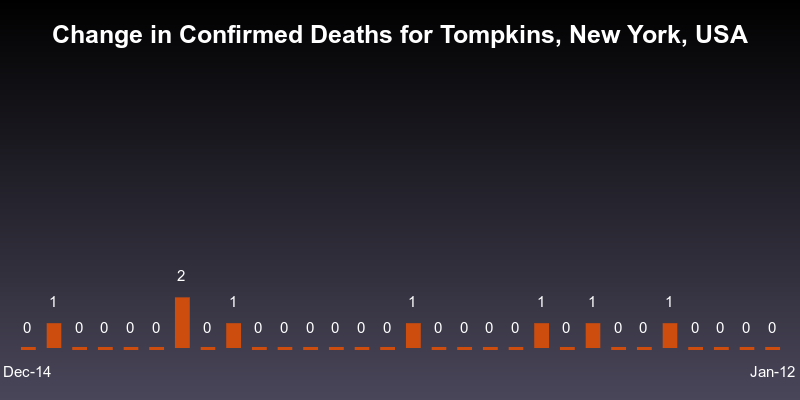 Change in Confirmed Deaths for Tompkins, New York, USA
2
1 1 1 1 1 1
0 0 0 0 0 0 0 0 0 0 0 0 0 0 0 0 0 0 0 0 0 0 0
Dec-14 Jan-12